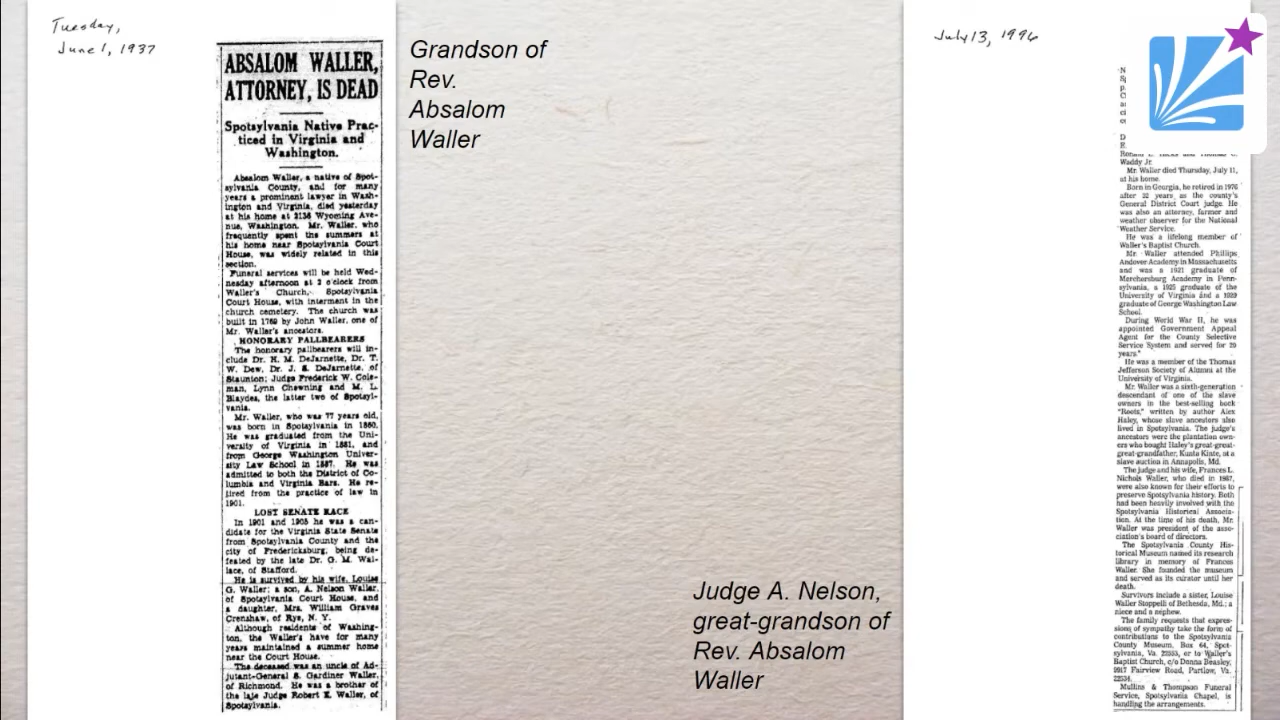 Tuesday,
June 1, 1937
ABSALOM WALLER,
ATTORNEY, IS DEAD
Spotsylvania Native Prac-
ticed in Virginia and
Washington.
Absalom Waller, a native of Spot-
sylvania County, and for many
years a prominent lawyer in Wash-
ington and Virginia, died yesterday
at his home at 2136 Wyoming Ave-
nue, Washington. Mr. Waller, who
frequently spent the summers at
his home near Spotsylvania Court
House, was widely related in this
section.
Funeral services will be held Wed-
nesday afternoon at 2 o'clock from
Waller's Church, Spotsylvania
Court House, with interment in the
church cemetery. The church was
built in 1769 by John Waller, one of
Mr. Waller's ancestors.
HONORARY PALLBEARERS
The honorary pallbearers will in-
clude Dr. H. M. DeJarnette, Dr. T.
W. Dew, Dr. J. S. DeJarnette, of
Staunton; Judge Frederick W. Cole-
man, Lynn Chewning and M. L.
Blaydes, the latter two of Spotsyl-
vania.
Mr. Waller, who was 77 years old,
was born in Spotsylvania in 1860.
He was graduated from the Uni-
versity of Virginia in 1881, and
from George Washington Univer-
sity Law School in 1887. He was
admitted to both the District of Co-
lumbia and Virginia Bars. He re-
tired from the practice of law in
1901.
LOST SENATE RACE
In 1901 and 1905 he was a can-
didate for the Virginia State Senate
from Spotsylvania County and the
city of Fredericksburg, being de-
feated by the late Dr. G. M. Wal-
lace, of Stafford.
He is survived by his wife, Louise
G. Waller; a son, A. Nelson Waller,
of Spotsylvania Court House, and
a daughter, Mrs. William Graves
Crenshaw, of Rye, N. Y.
Although residents of Washing-
ton, the Waller's have for many
years maintained a summer home
near the Court House.
The deceased was an uncle of Ad-
jutant-General S. Gardiner Waller,
of Richmond. He was a brother of
the late Judge Robert E. Waller, of
Spotsylvania.
Grandson of
Rev.
Absalom
Waller
Judge A. Nelson,
great-grandson of
Rev. Absalom
Waller
July 13, 1996
Waddy Jr.
Mr. Waller died Thursday, July 11,
at his home.
Born in Georgia, he retired in 1976
after 32 years as the county's
General District Court judge. He
was also an attorney, farmer and
weather observer for the National
Weather Service.
He was a lifelong member of
Waller's Baptist Church.
Mr. Waller attended Phillips
Andover Academy in Massachusetts
and was a 1921 graduate of
Mercersburg Academy in Penn-
sylvania, a 1925 graduate of the
University of Virginia and a 1929
graduate of George Washington Law
School.
During World War II, he was
appointed Government Appeal
Agent for the County Selective
Service System and served for 29
years."
He was a member of the Thomas
Jefferson Society of Alumni at the
University of Virginia.
Mr. Waller was a sixth-generation
descendant of one of the slave
owners in the best-selling book
"Roots," written by author Alex
Haley, whose slave ancestors also
lived in Spotsylvania. The judge's
ancestors were the plantation own-
ers who bought Haley's great-great-
great-grandfather, Kunta Kinte, at a
slave auction in Annapolis, Md.
The judge and his wife, Frances L.
Nichols Waller, who died in 1987,
were also known for their efforts to
preserve Spotsylvania history. Both
had been heavily involved with the
Spotsylvania Historical Associa-
tion. At the time of his death, Mr.
Waller was president of the asso-
ciation's board of directors.
The Spotsylvania County His-
torical Museum named its research
library in memory of Frances
Waller. She founded the museum
and served as its curator until her
death.
Survivors include a sister, Louise
Waller Stoppelli of Bethesda, Md.; a
niece and a nephew.
The family requests that expres-
sions of sympathy take the form of
contributions to the Spotsylvania
County Museum, Box 64, Spot-
sylvania, Va. 22553, or to Waller's
Baptist Church, c/o Donna Beasley,
9917 Fairview Road, Partlow, Va.
22534.
Mullins & Thompson Funeral
Service, Spotsylvania Chapel, is
handling the arrangements.